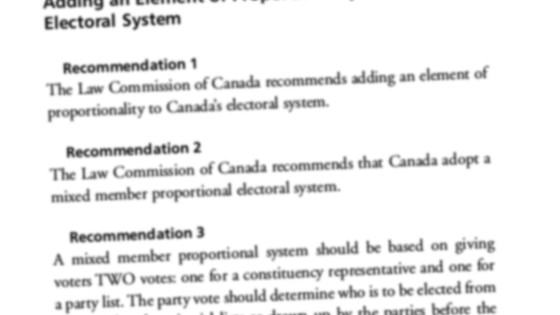 Adding an Element of
Electoral System
Recommendation 1
The Law Commission of Canada recommends adding an element of
proportionality to Canada's electoral system.
Recommendation 2
The Law Commission of Canada recommends that Canada adopt a
mixed member proportional electoral system.
Recommendation 3
A mixed member proportional system should be based on giving
voters TWO votes: one for a constituency representative and one for
a party list. The party vote should determine who is to be elected from
up by the parties before the